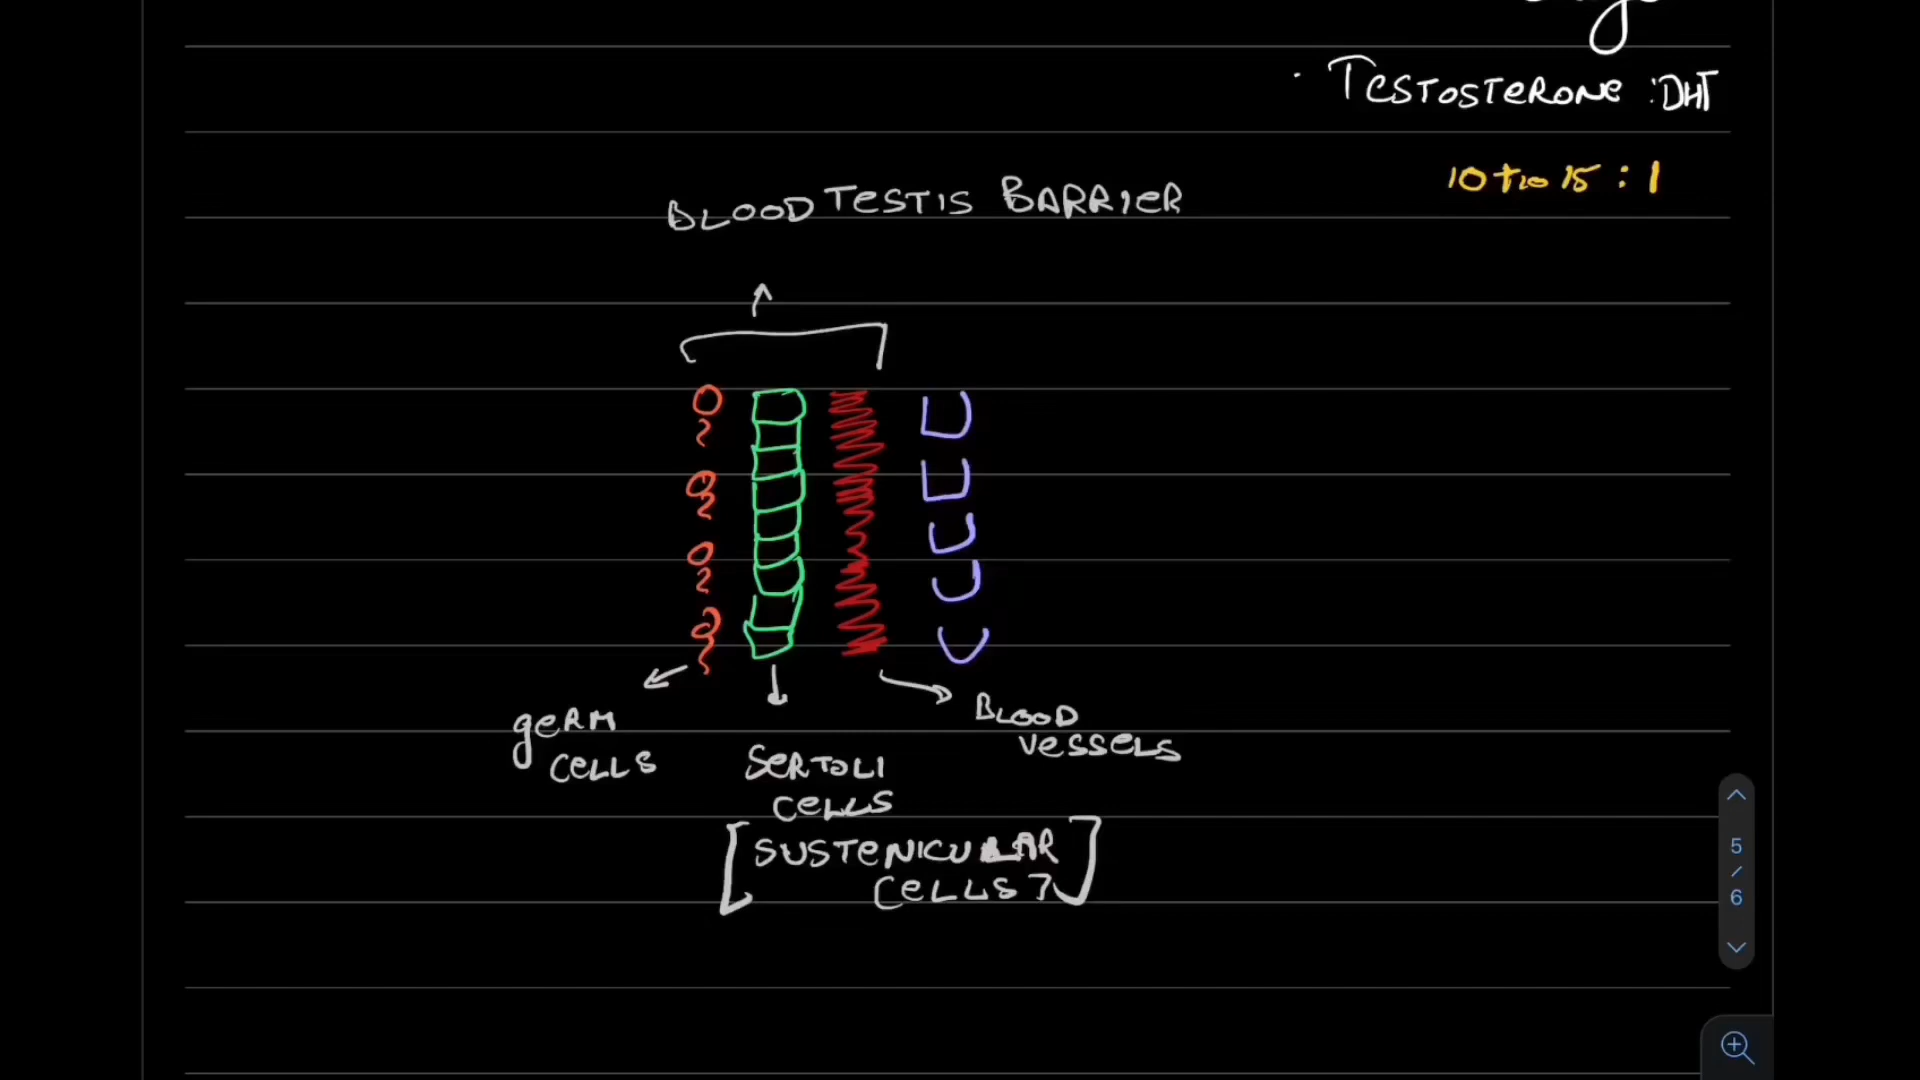 · TESTOSTERONE : DHT
10 to 15 : 1
BLOOD TESTIS BARRIER
GERM
CELLS
SERTOLI
CELLS
[SUSTENICULAR
CELLS]
BLOOD
VESSELS
5
/
6